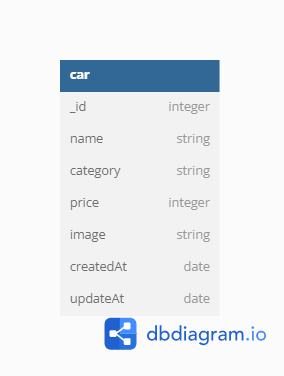 car
_id integer
name string
category string
price integer
image string
createdAt date
updateAt date
dbdiagram.io